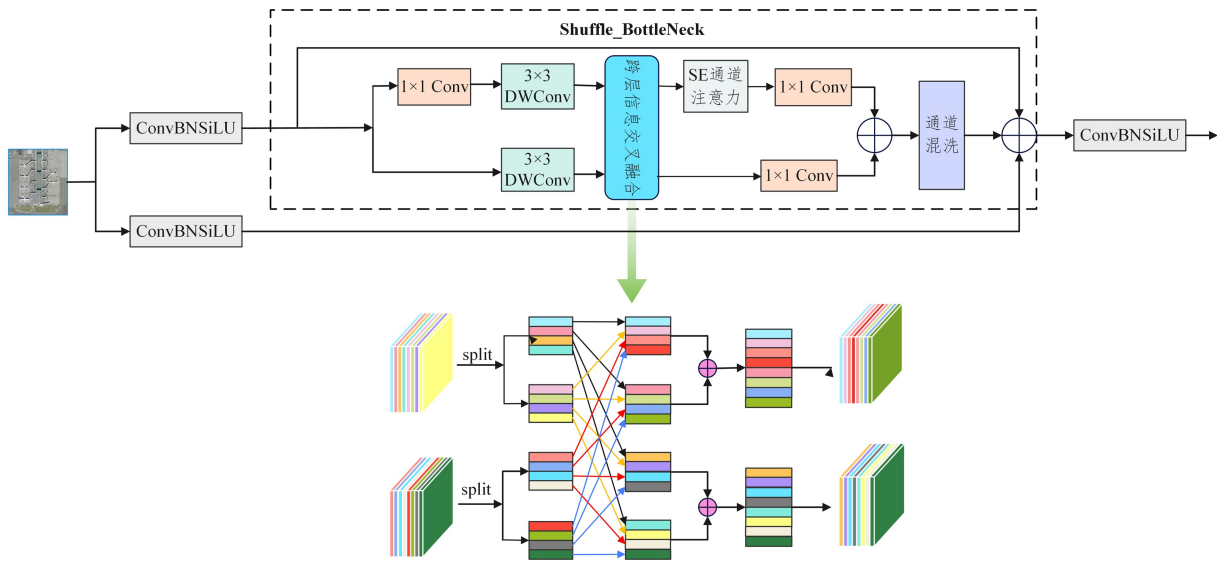 Shuffle_BottleNeck
ConvBNSiLU
1×1 Conv
3×3
DWConv
跨层信息交叉融合
SE通道
注意力
1×1 Conv
通道
混洗
ConvBNSiLU
3×3
DWConv
1×1 Conv
ConvBNSiLU
split
split